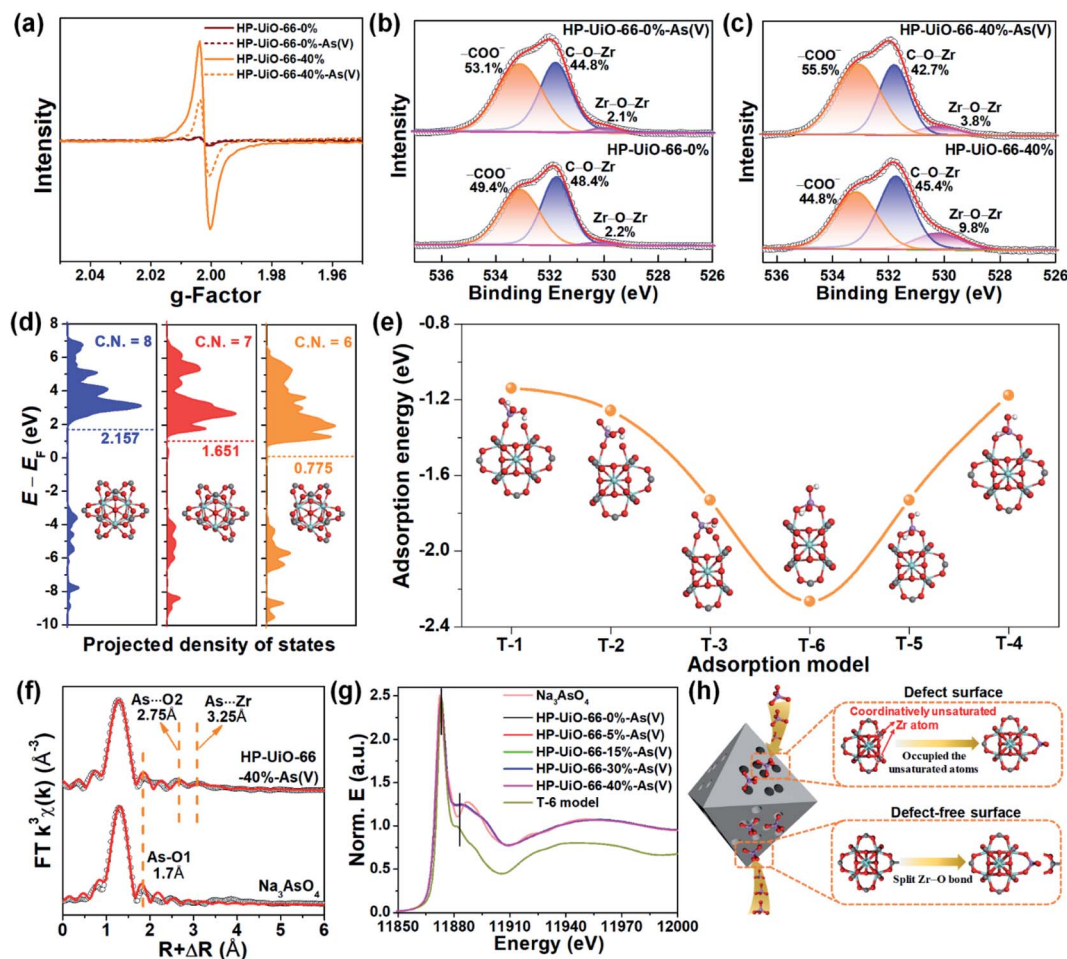 (a)
HP-UiO-66-0%
HP-UiO-66-0%-As(V)
HP-UiO-66-40%
HP-UiO-66-40%-As(V)
Intensity
2.04 2.02 2.00 1.98 1.96
g-Factor
(b)
HP-UiO-66-0%-As(V)
–COO⁻
53.1%
C–O–Zr
44.8%
Zr–O–Zr
2.1%
HP-UiO-66-0%
–COO⁻
49.4%
C–O–Zr
48.4%
Zr–O–Zr
2.2%
Intensity
536 534 532 530 528 526
Binding Energy (eV)
(c)
HP-UiO-66-40%-As(V)
–COO⁻
55.5%
C–O–Zr
42.7%
Zr–O–Zr
3.8%
HP-UiO-66-40%
–COO⁻
44.8%
C–O–Zr
45.4%
Zr–O–Zr
9.8%
Intensity
536 534 532 530 528 526
Binding Energy (eV)
(d)
8
6
4
2
0
-2
-4
-6
-8
-10
E – E_F (eV)
C.N. = 8
2.157
C.N. = 7
1.651
C.N. = 6
0.775
Projected density of states
(e)
-0.8
-1.2
-1.6
-2.0
-2.4
Adsorption energy (eV)
T-1 T-2 T-3 T-6 T-5 T-4
Adsorption model
(f)
As···O2
2.75Å
As···Zr
3.25Å
HP-UiO-66
-40%-As(V)
As-O1
1.7Å
Na₃AsO₄
FT k³χ(k) (Å⁻³)
0 1 2 3 4 5 6
R+ΔR (Å)
(g)
2.5
2.0
1.5
1.0
0.5
0.0
Norm. E (a.u.)
Na₃AsO₄
HP-UiO-66-0%-As(V)
HP-UiO-66-5%-As(V)
HP-UiO-66-15%-As(V)
HP-UiO-66-30%-As(V)
HP-UiO-66-40%-As(V)
T-6 model
11850 11880 11910 11940 11970 12000
Energy (eV)
(h)
Defect surface
Coordinatively unsaturated
Zr atom
Occupied the
unsaturated atoms
Defect-free surface
Split Zr–O bond